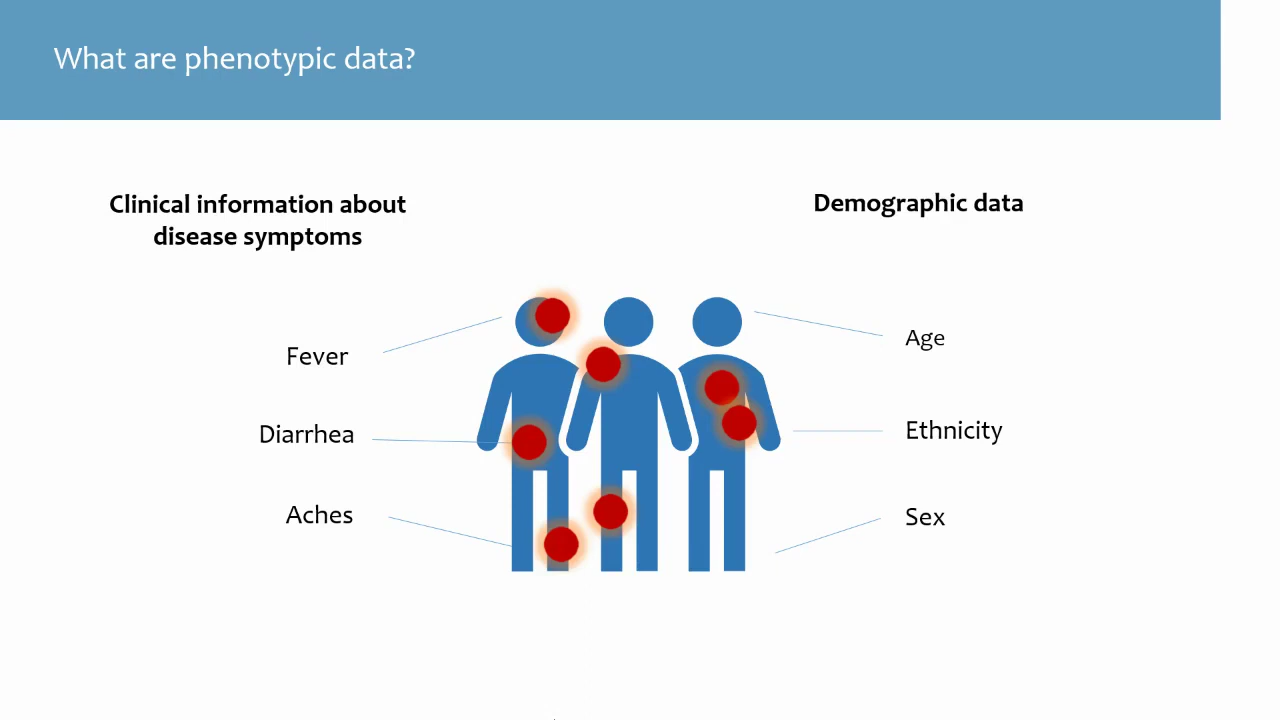 What are phenotypic data?
Clinical information about
disease symptoms
Fever
Diarrhea
Aches
Demographic data
Age
Ethnicity
Sex